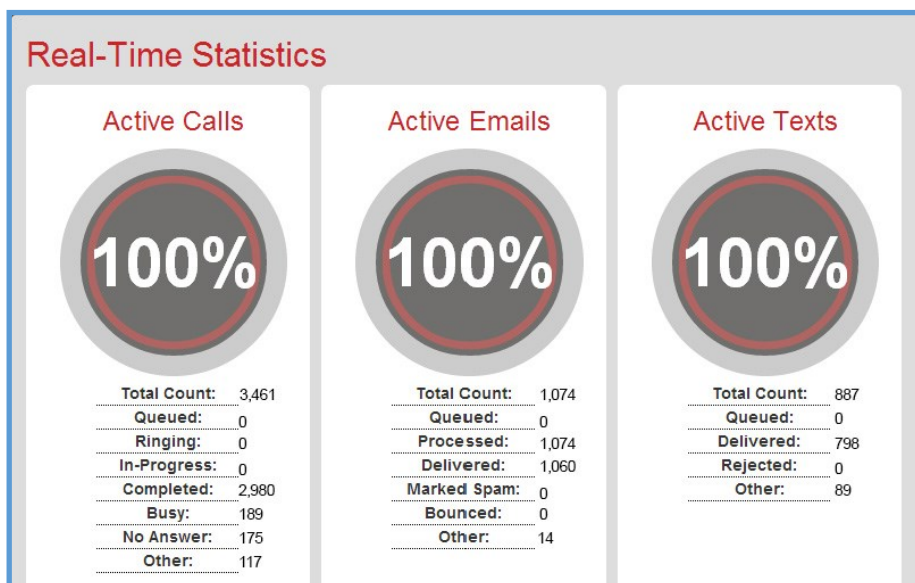 Real-Time Statistics
Active Calls
100%
Total Count: 3,461
Queued: 0
Ringing: 0
In-Progress: 0
Completed: 2,980
Busy: 189
No Answer: 175
Other: 117
Active Emails
100%
Total Count: 1,074
Queued: 0
Processed: 1,074
Delivered: 1,060
Marked Spam: 0
Bounced: 0
Other: 14
Active Texts
100%
Total Count: 887
Queued: 0
Delivered: 798
Rejected: 0
Other: 89